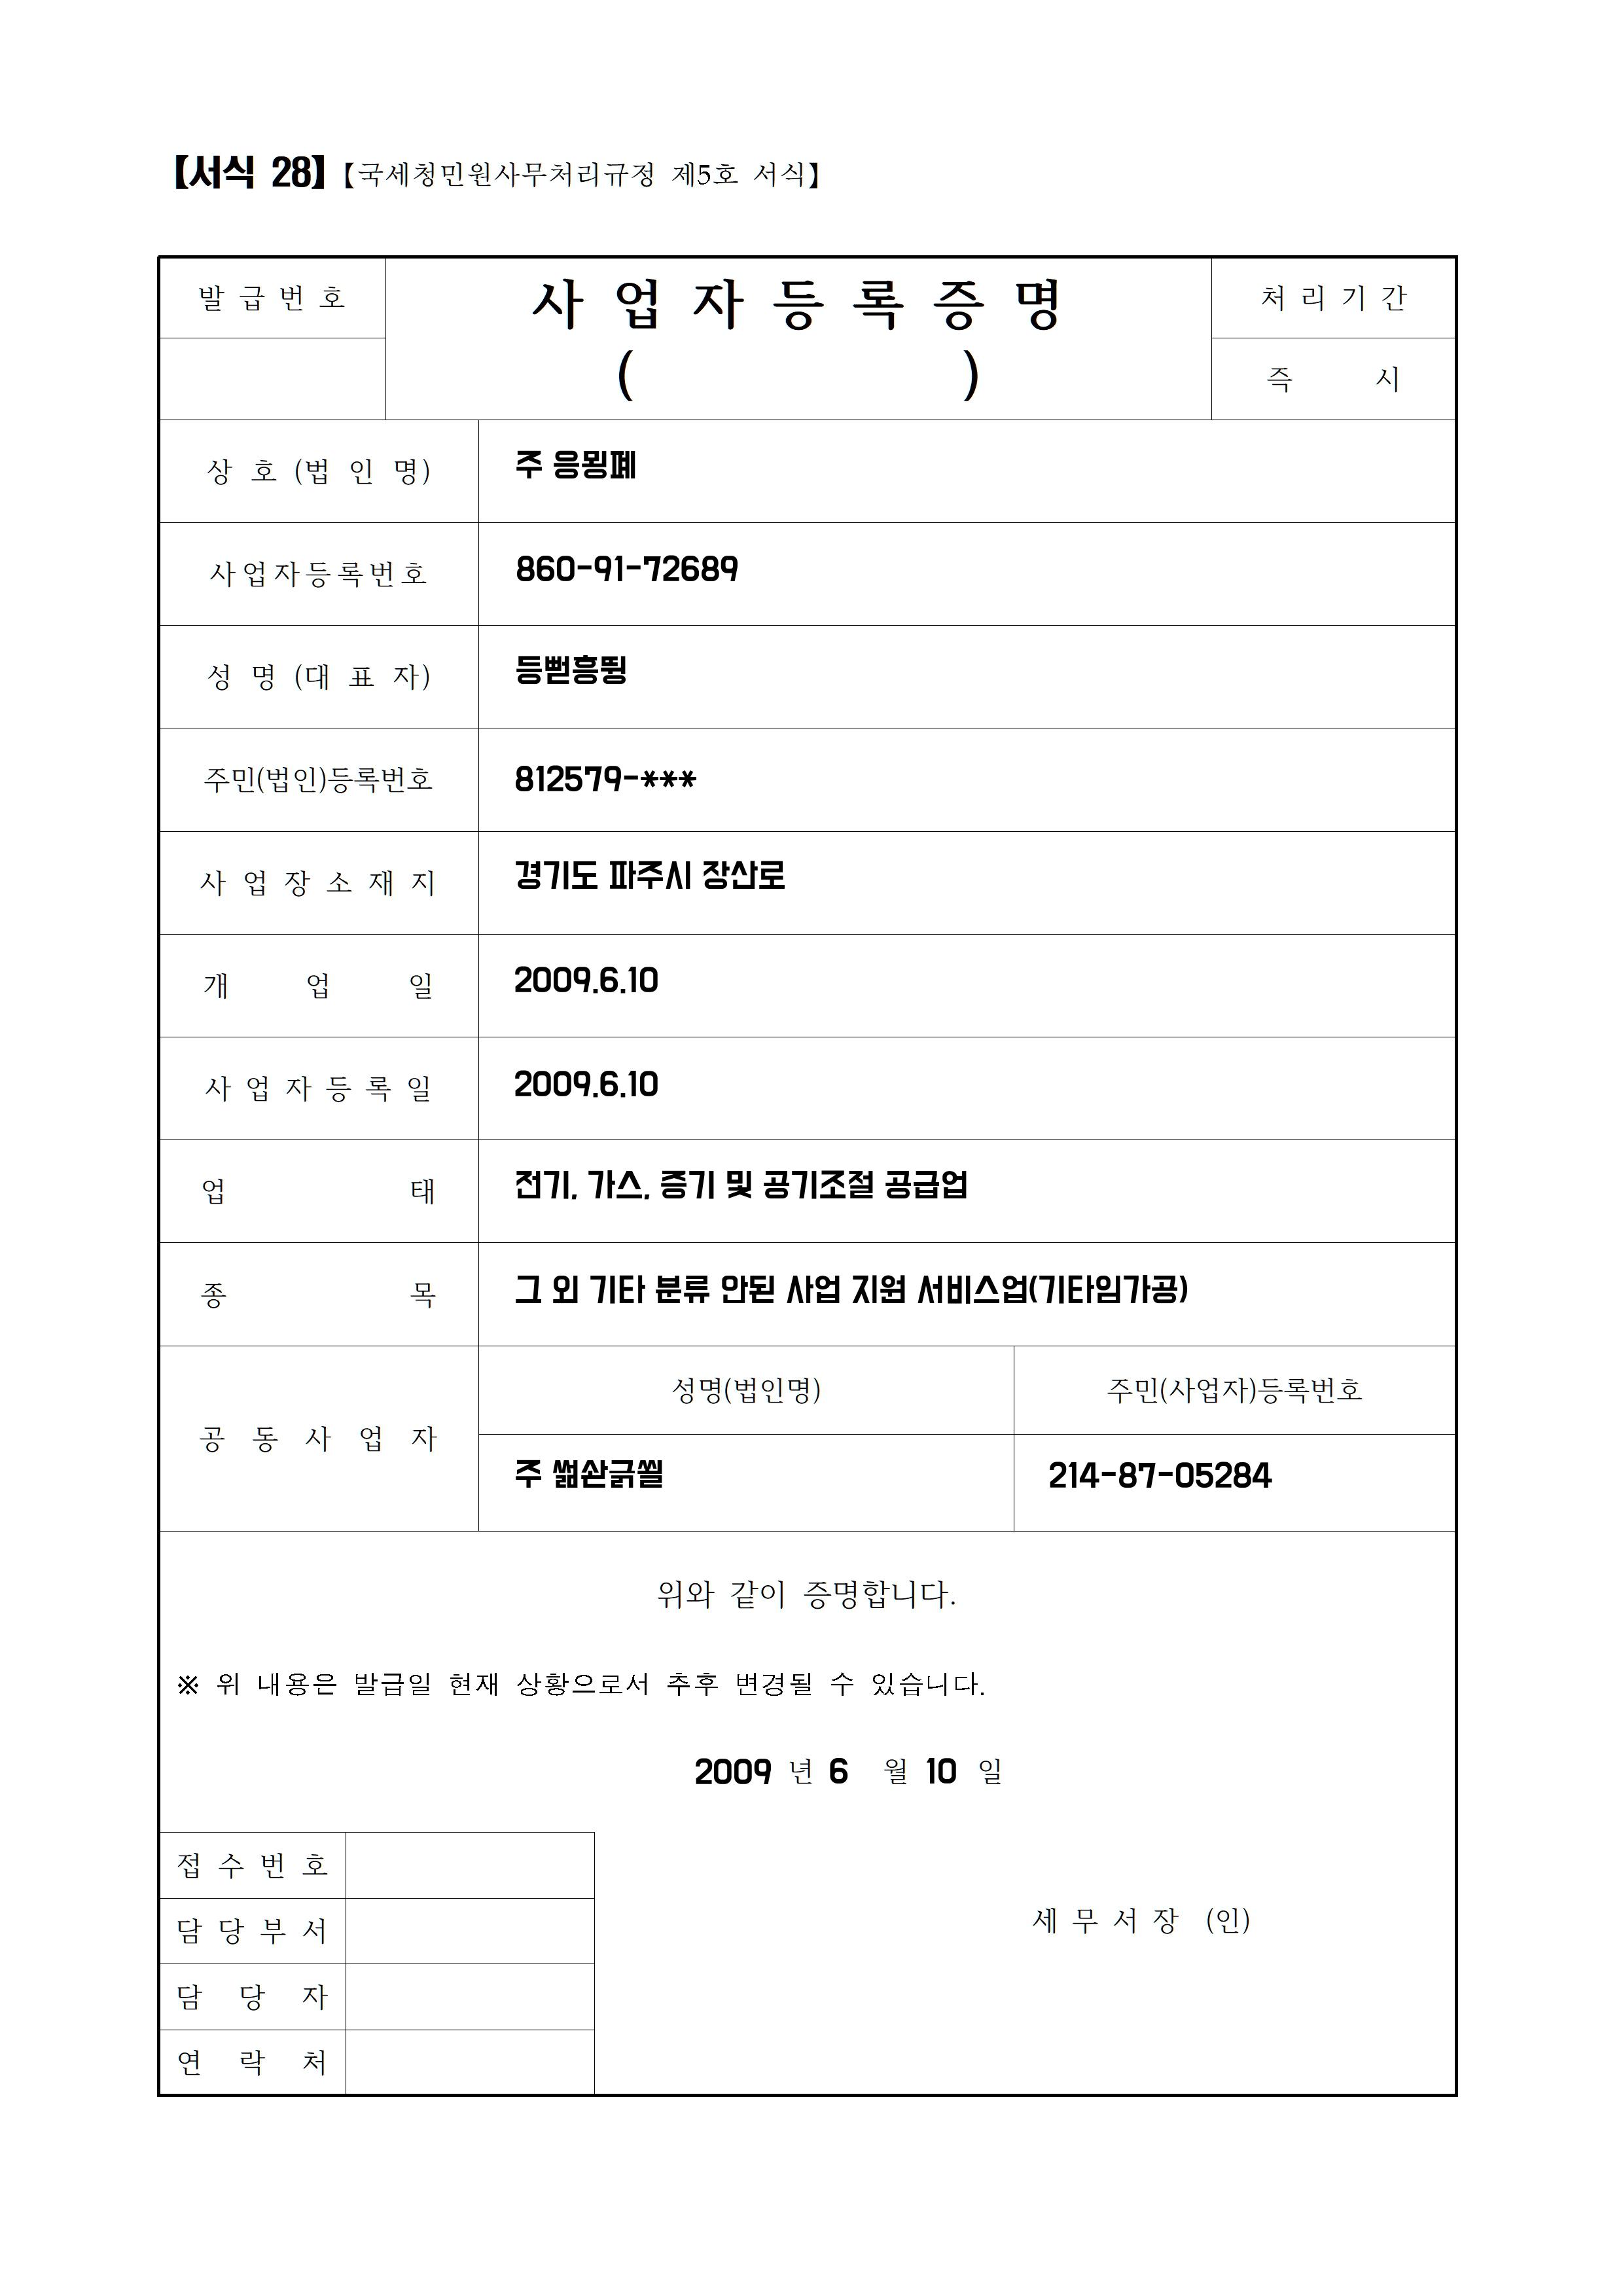 【서식 28】【국세청민원사무처리규정 제5호 서식】
발 급 번 호
사 업 자 등 록 증 명
( )
처 리 기 간
즉 시
상 호 (법 인 명) 주
사업자등록번호 860-91-72689
성 명 (대 표 자)
주민(법인)등록번호 812579-***
사 업 장 소 재 지 경기도 파주시 장산로
개 업 일 2009.6.10
사 업 자 등 록 일 2009.6.10
업 태 전기, 가스, 증기 및 공기조절 공급업
종 목 그 외 기타 분류 안된 사업 지원 서비스업(기타임가공)
공 동 사 업 자
성명(법인명) 주민(사업자)등록번호
주 214-87-05284
위와 같이 증명합니다.
※ 위 내용은 발급일 현재 상황으로서 추후 변경될 수 있습니다.
2009 년 6 월 10 일
접 수 번 호
담 당 부 서
세 무 서 장 (인)
담 당 자
연 락 처